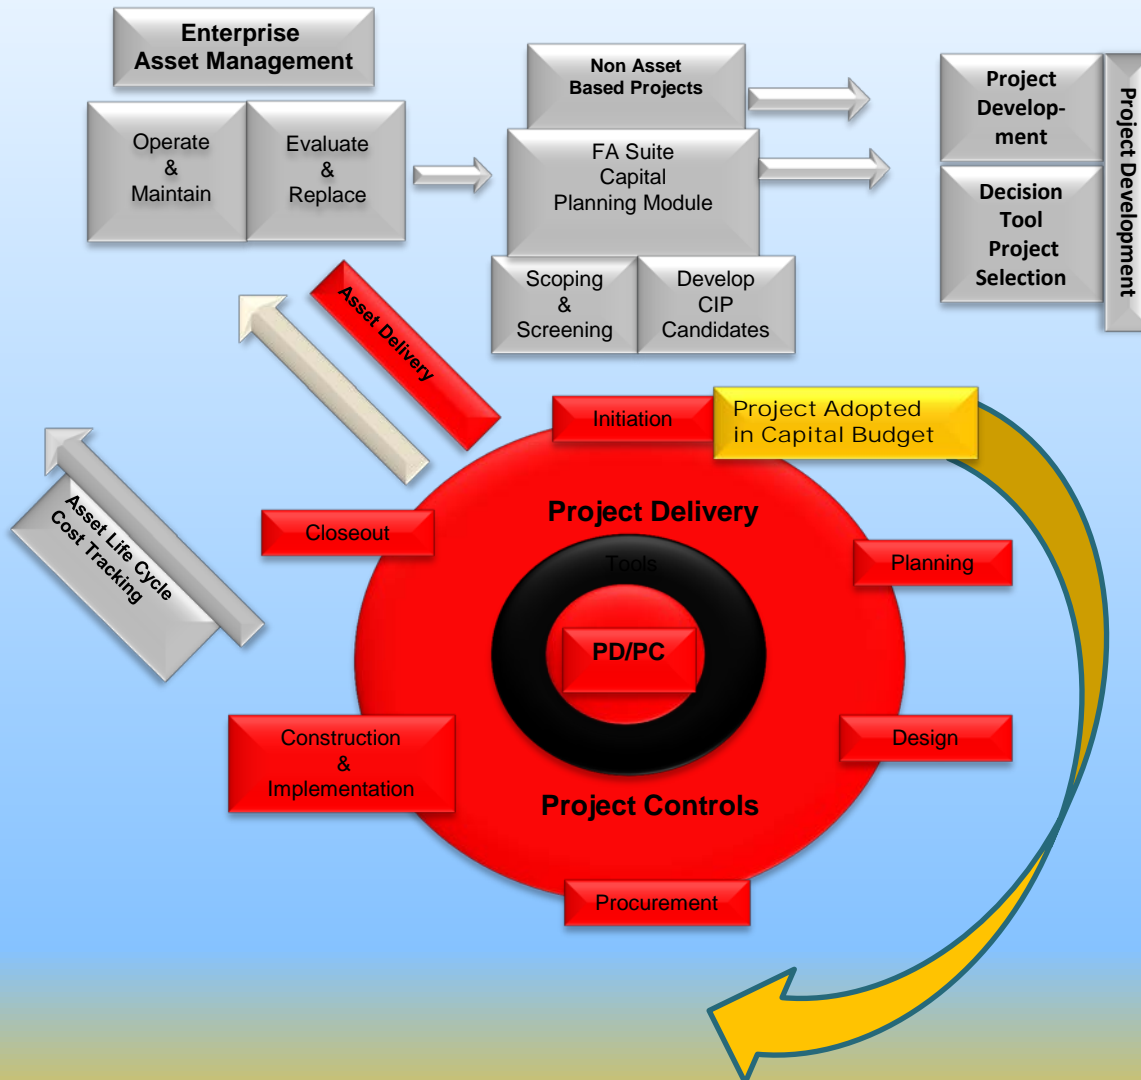 Enterprise
Asset Management
Operate
&
Maintain
Evaluate
&
Replace
Non Asset
Based Projects
FA Suite
Capital
Planning Module
Scoping
&
Screening
Develop
CIP
Candidates
Project
Develop-
ment
Decision
Tool
Project
Selection
Project Development
Asset Delivery
Asset Life Cycle
Cost Tracking
Initiation
Project Adopted
in Capital Budget
Project Delivery
Closeout
Tools
Planning
PD/PC
Construction
&
Implementation
Design
Project Controls
Procurement